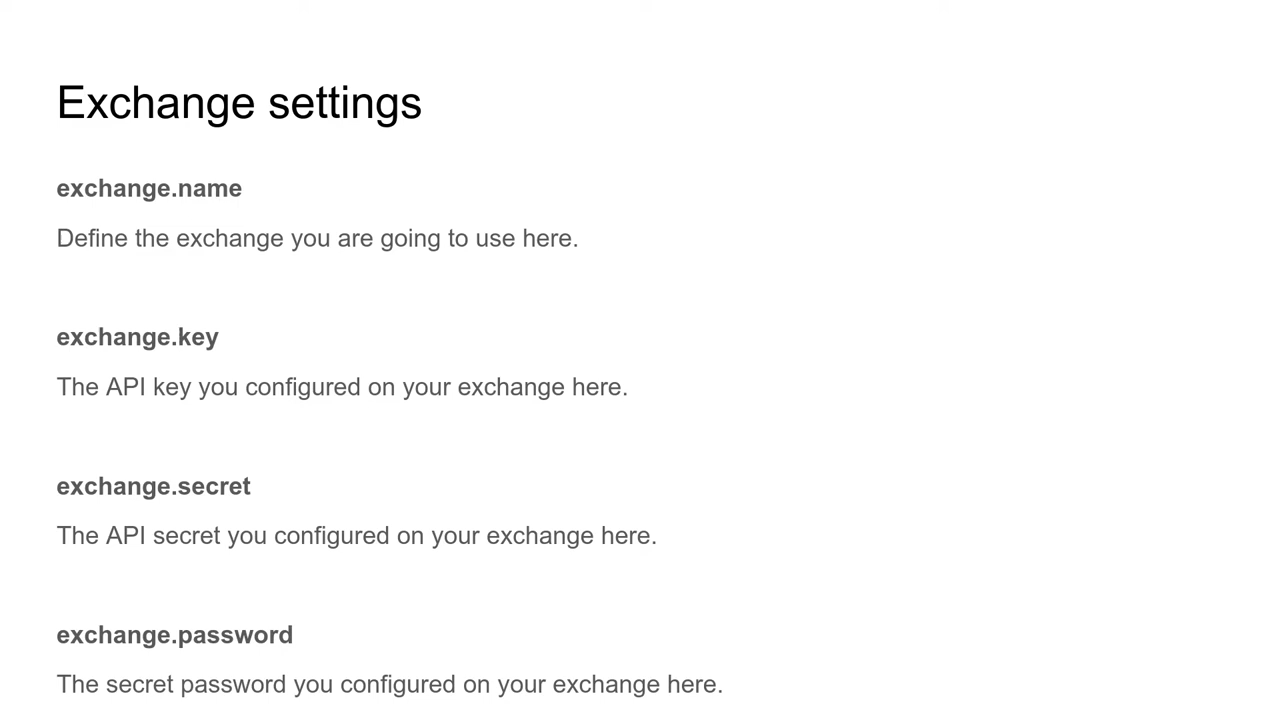 Exchange settings
exchange.name
Define the exchange you are going to use here.
exchange.key
The API key you configured on your exchange here.
exchange.secret
The API secret you configured on your exchange here.
exchange.password
The secret password you configured on your exchange here.